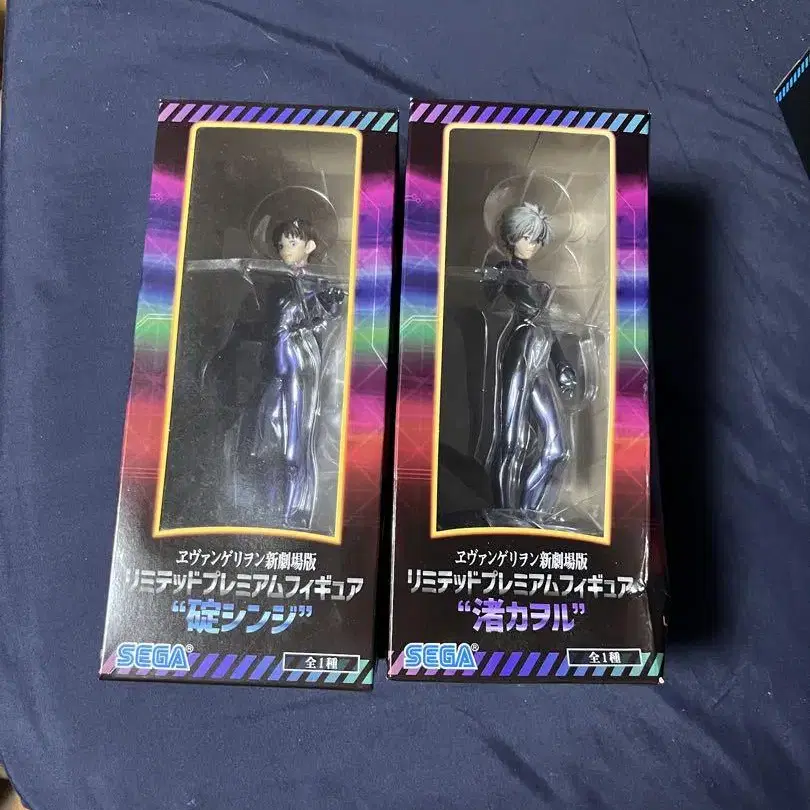 ヱヴァンゲリヲン新劇場版
リミテッドプレミアムフィギュア
“碇シンジ”
SEGA®
全1種
ヱヴァンゲリヲン新劇場版
リミテッドプレミアムフィギュア
“渚カヲル”
SEGA®
全1種